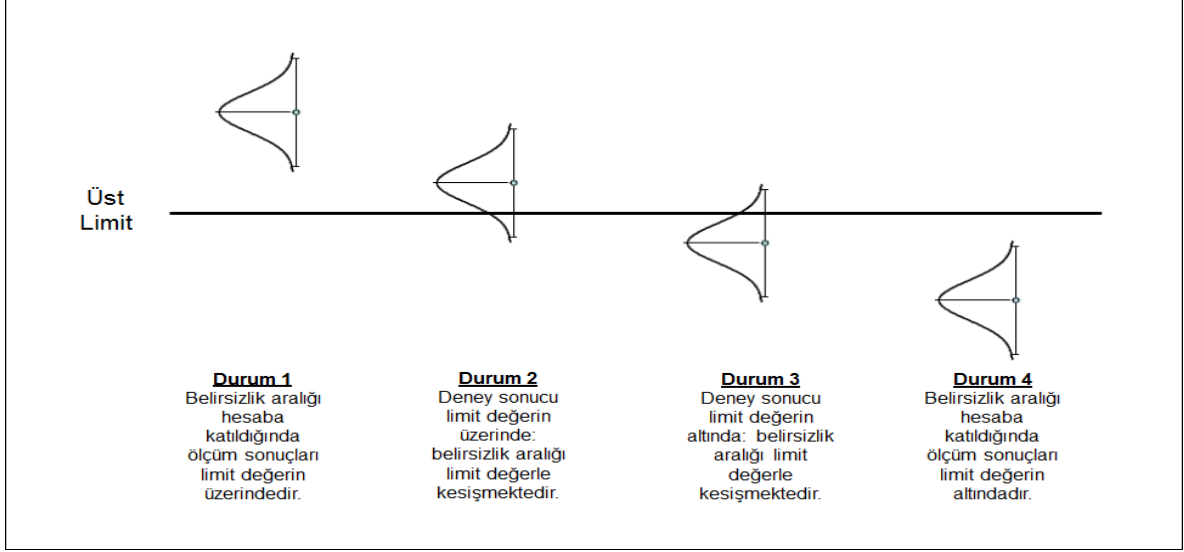 Üst
Limit
Durum 1
Belirsizlik aralığı
hesaba
katıldığında
ölçüm sonuçları
limit değerin
üzerindedir.
Durum 2
Deney sonucu
limit değerin
üzerinde:
belirsizlik aralığı
limit değerle
kesişmektedir.
Durum 3
Deney sonucu
limit değerin
altında: belirsizlik
aralığı limit
değerle
kesişmektedir.
Durum 4
Belirsizlik aralığı
hesaba
katıldığında
ölçüm sonuçları
limit değerin
altındadır.